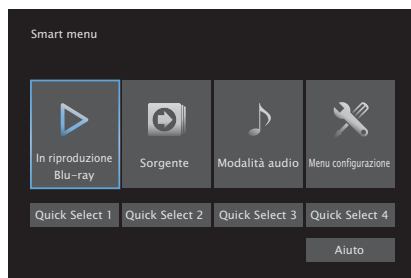 Smart menu
In riproduzione
Blu-ray
Sorgente
Modalità audio
Menu configurazione
Quick Select 1
Quick Select 2
Quick Select 3
Quick Select 4
Aiuto